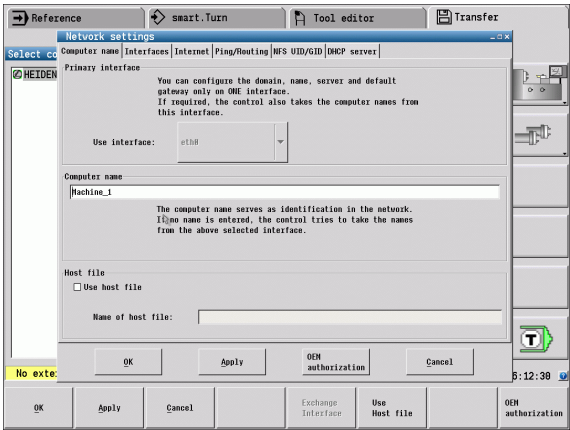 Reference
smart.Turn
Tool editor
Transfer
Network settings
Select co
Computer name
Interfaces
Internet
Ping/Routing
NFS UID/GID
DHCP server
HEIDEN
Primary interface
You can configure the domain, name, server and default
gateway only on ONE interface.
If required, the control also takes the computer names from
this interface.
Use interface:
eth0
Computer name
Machine_1
The computer name serves as identification in the network.
If no name is entered, the control tries to take the names
from the above selected interface.
Host file
Use host file
Name of host file:
T
OK
Apply
OEM
authorization
Cancel
No exte
6:12:30
OK
Apply
Cancel
Exchange
Interface
Use
Host file
OEM
authorization